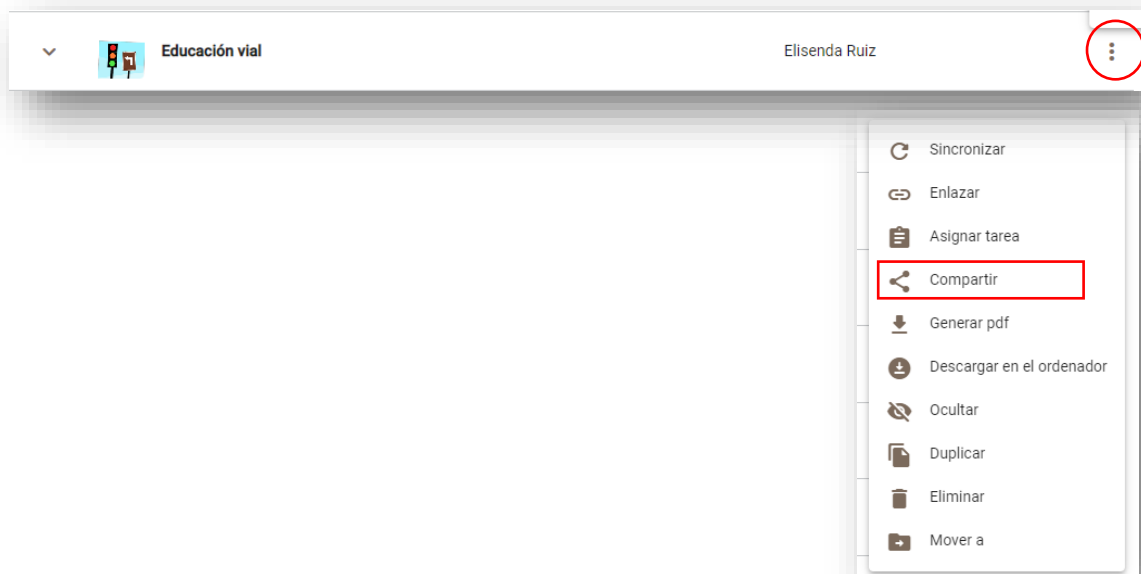 Educación vial
Elisenda Ruiz
Sincronizar
Enlazar
Asignar tarea
Compartir
Generar pdf
Descargar en el ordenador
Ocultar
Duplicar
Eliminar
Mover a